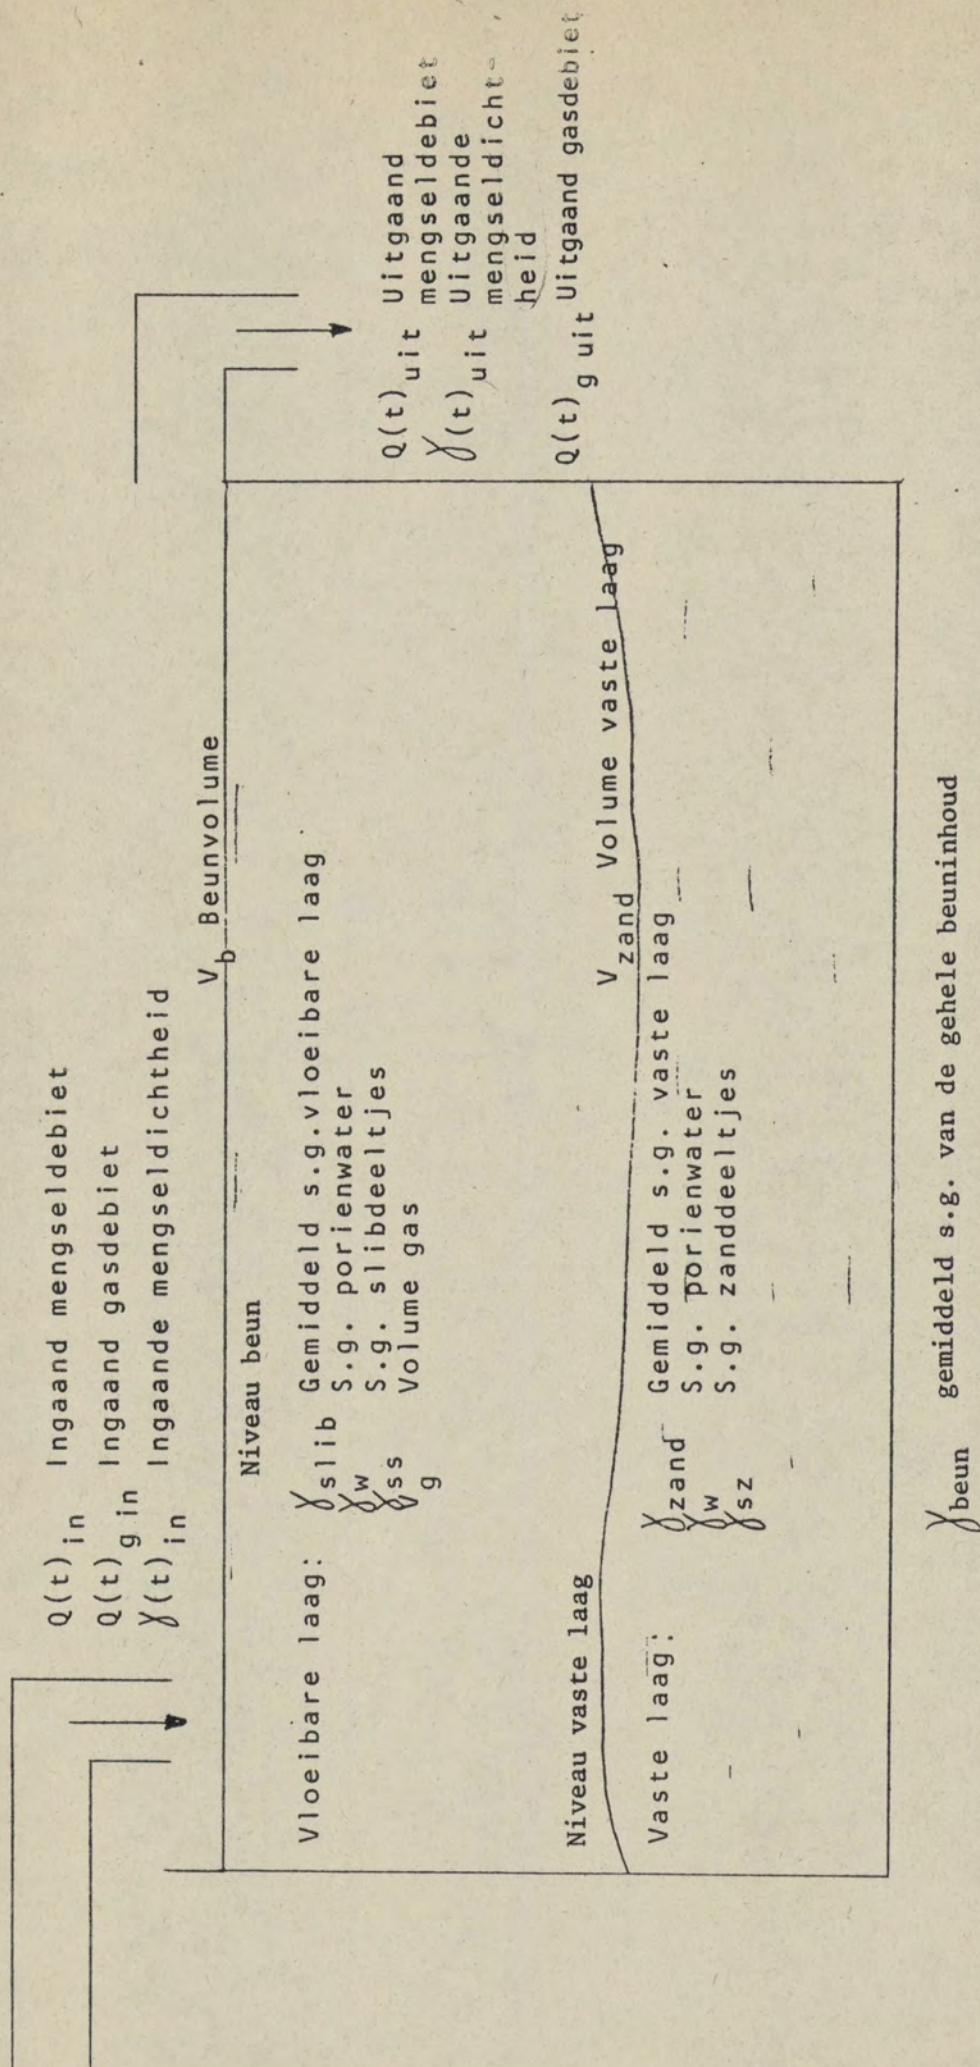 Q(t)in Ingaand mengseldebiet
Q(t)g in Ingaand gasdebiet
γ(t)in Ingaande mengseldichtheid
Vb Beunvolume
Niveau beun
Vloeibare laag:
γslib Gemiddeld s.g.vloeibare laag
γw S.g. porienwater
γss S.g. slibdeeltjes
g Volume gas
Q(t)uit Uitgaand
mengseldebiet
γ(t)uit Uitgaande
mengseldicht-
heid
Q(t)g uit Uitgaand gasdebiet
Niveau vaste laag
Vzand Volume vaste laag
Vaste laag:
γzand Gemiddeld s.g. vaste laag
γw S.g. porienwater
γsz S.g. zanddeeltjes
γbeun gemiddeld s.g. van de gehele beuninhoud